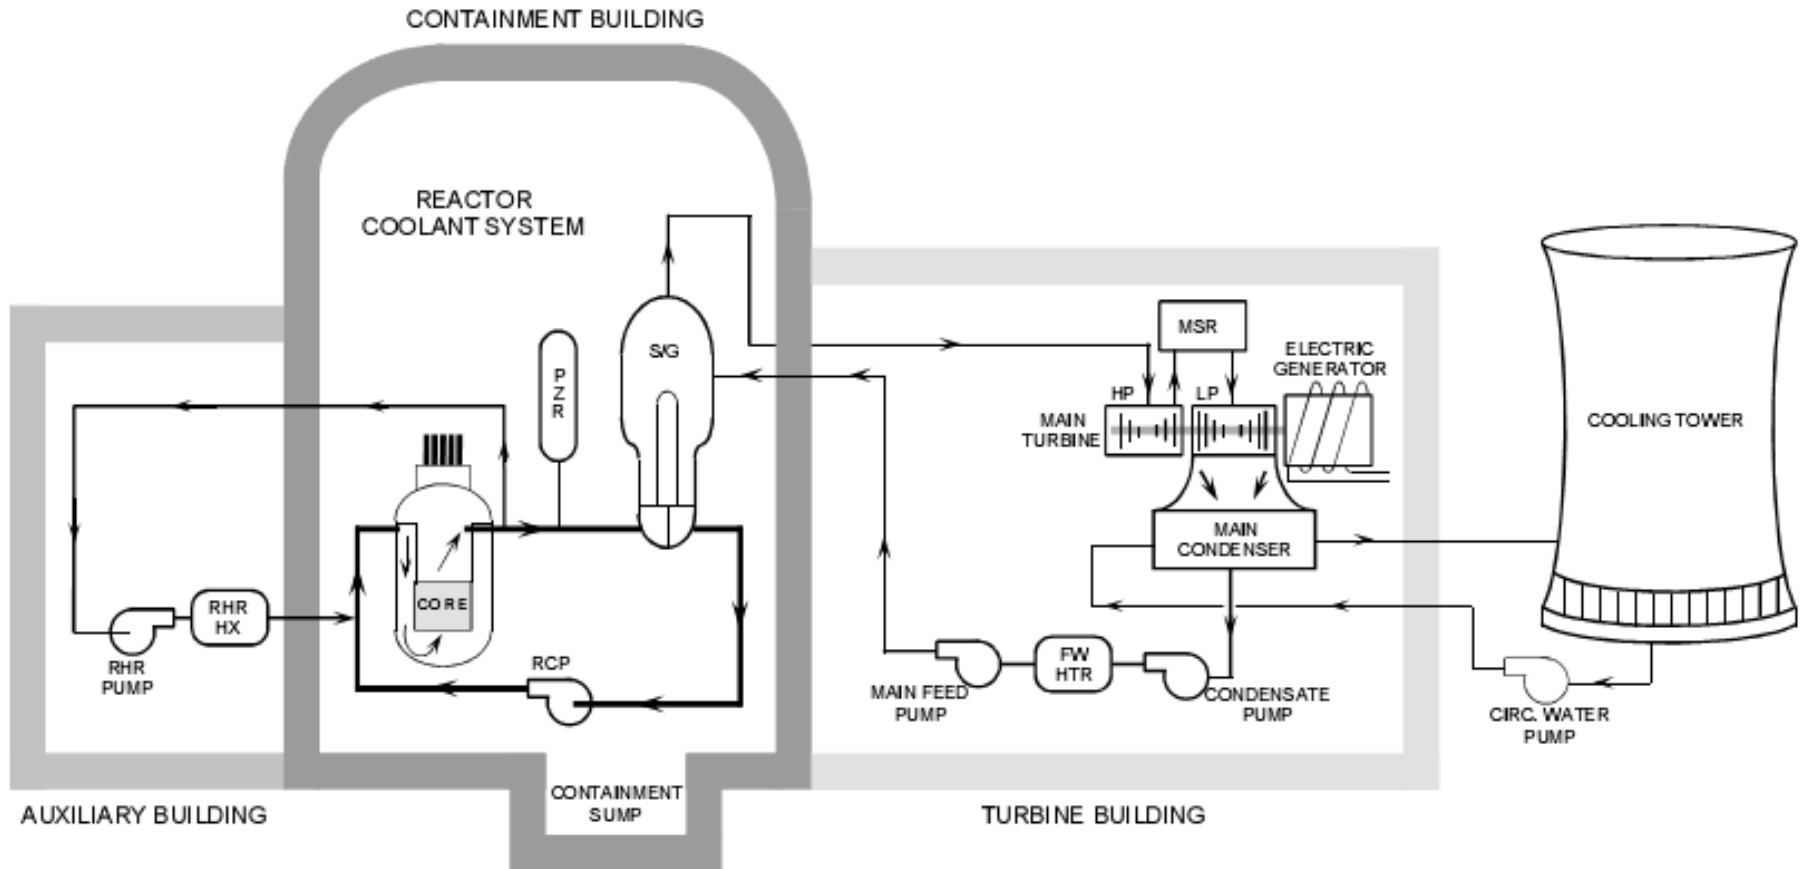 CONTAINMENT BUILDING
REACTOR
COOLANT SYSTEM
S/G
P
Z
R
CORE
RCP
RHR
PUMP
RHR
HX
CONTAINMENT
SUMP
AUXILIARY BUILDING
MSR
ELECTRIC
GENERATOR
HP
LP
MAIN
TURBINE
MAIN
CONDENSER
FW
HTR
MAIN FEED
PUMP
CONDENSATE
PUMP
TURBINE BUILDING
COOLING TOWER
CIRC. WATER
PUMP